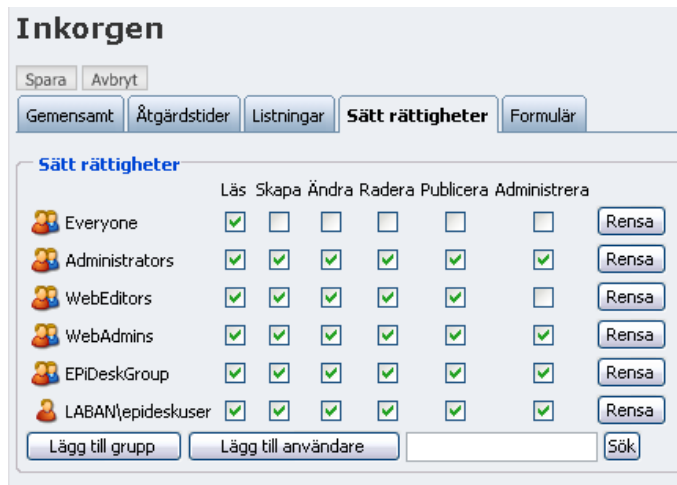 Inkorgen
Spara Avbryt
Gemensamt Åtgärdstider Listningar Sätt rättigheter Formulär
Sätt rättigheter
Läs Skapa Ändra Radera Publicera Administrera
Everyone Rensa
Administrators Rensa
WebEditors Rensa
WebAdmins Rensa
EPiDeskGroup Rensa
LABAN\epideskuser Rensa
Lägg till grupp Lägg till användare Sök